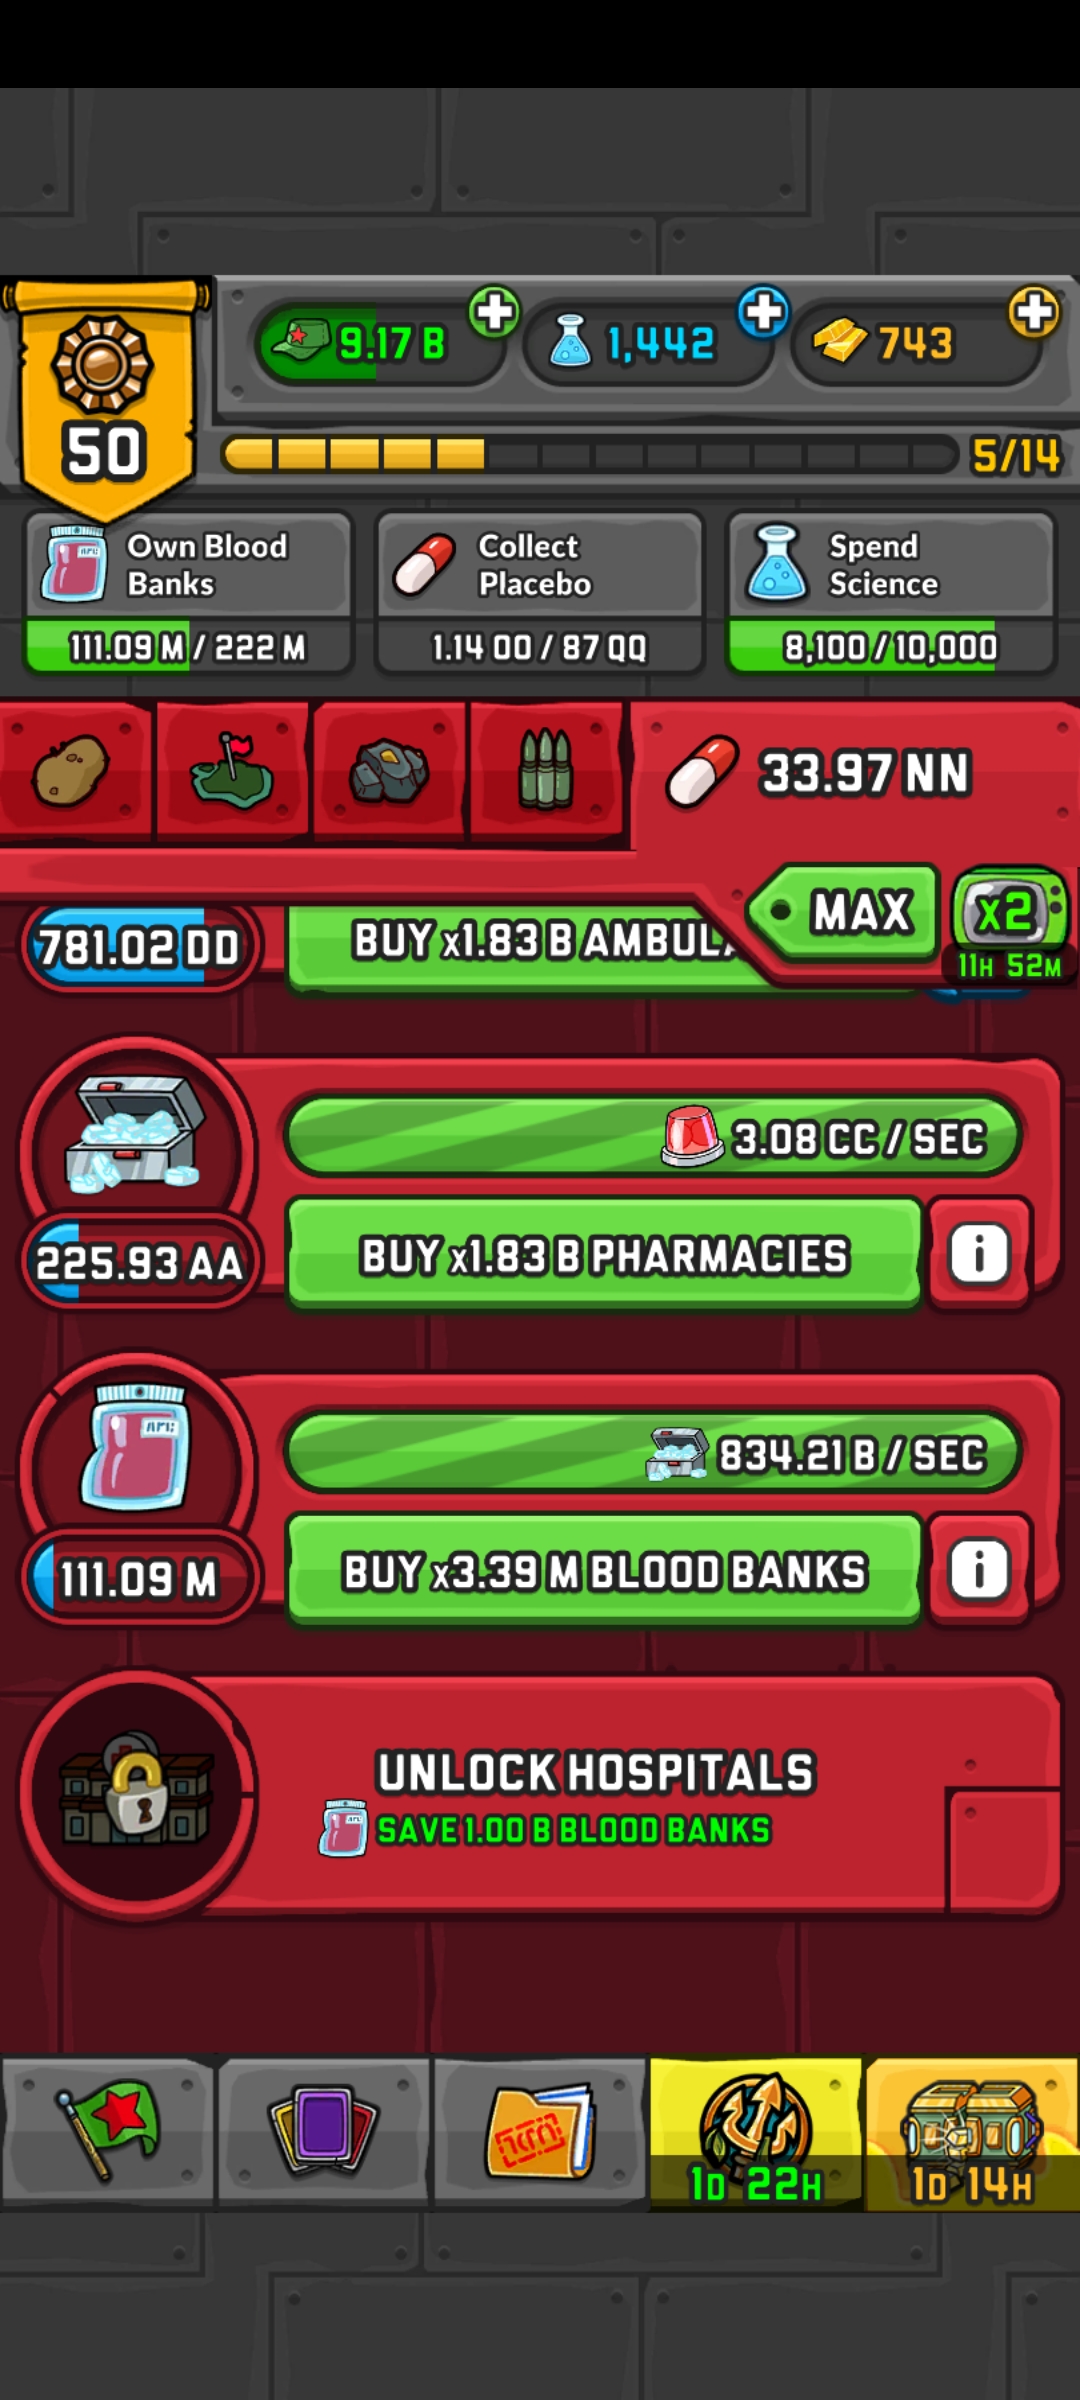 9.17 B
1,442
743
50
5/14
Own Blood
Banks
111.09 M / 222 M
Collect
Placebo
1.14 OO / 87 QQ
Spend
Science
8,100 / 10,000
33.97 NN
MAX
x2
11H 52M
781.02 DD
BUY x1.83 B AMBUL
3.08 CC / SEC
225.93 AA
BUY x1.83 B PHARMACIES
i
834.21 B / SEC
111.09 M
BUY x3.39 M BLOOD BANKS
i
UNLOCK HOSPITALS
SAVE 1.00 B BLOOD BANKS
1D 22H
1D 14H